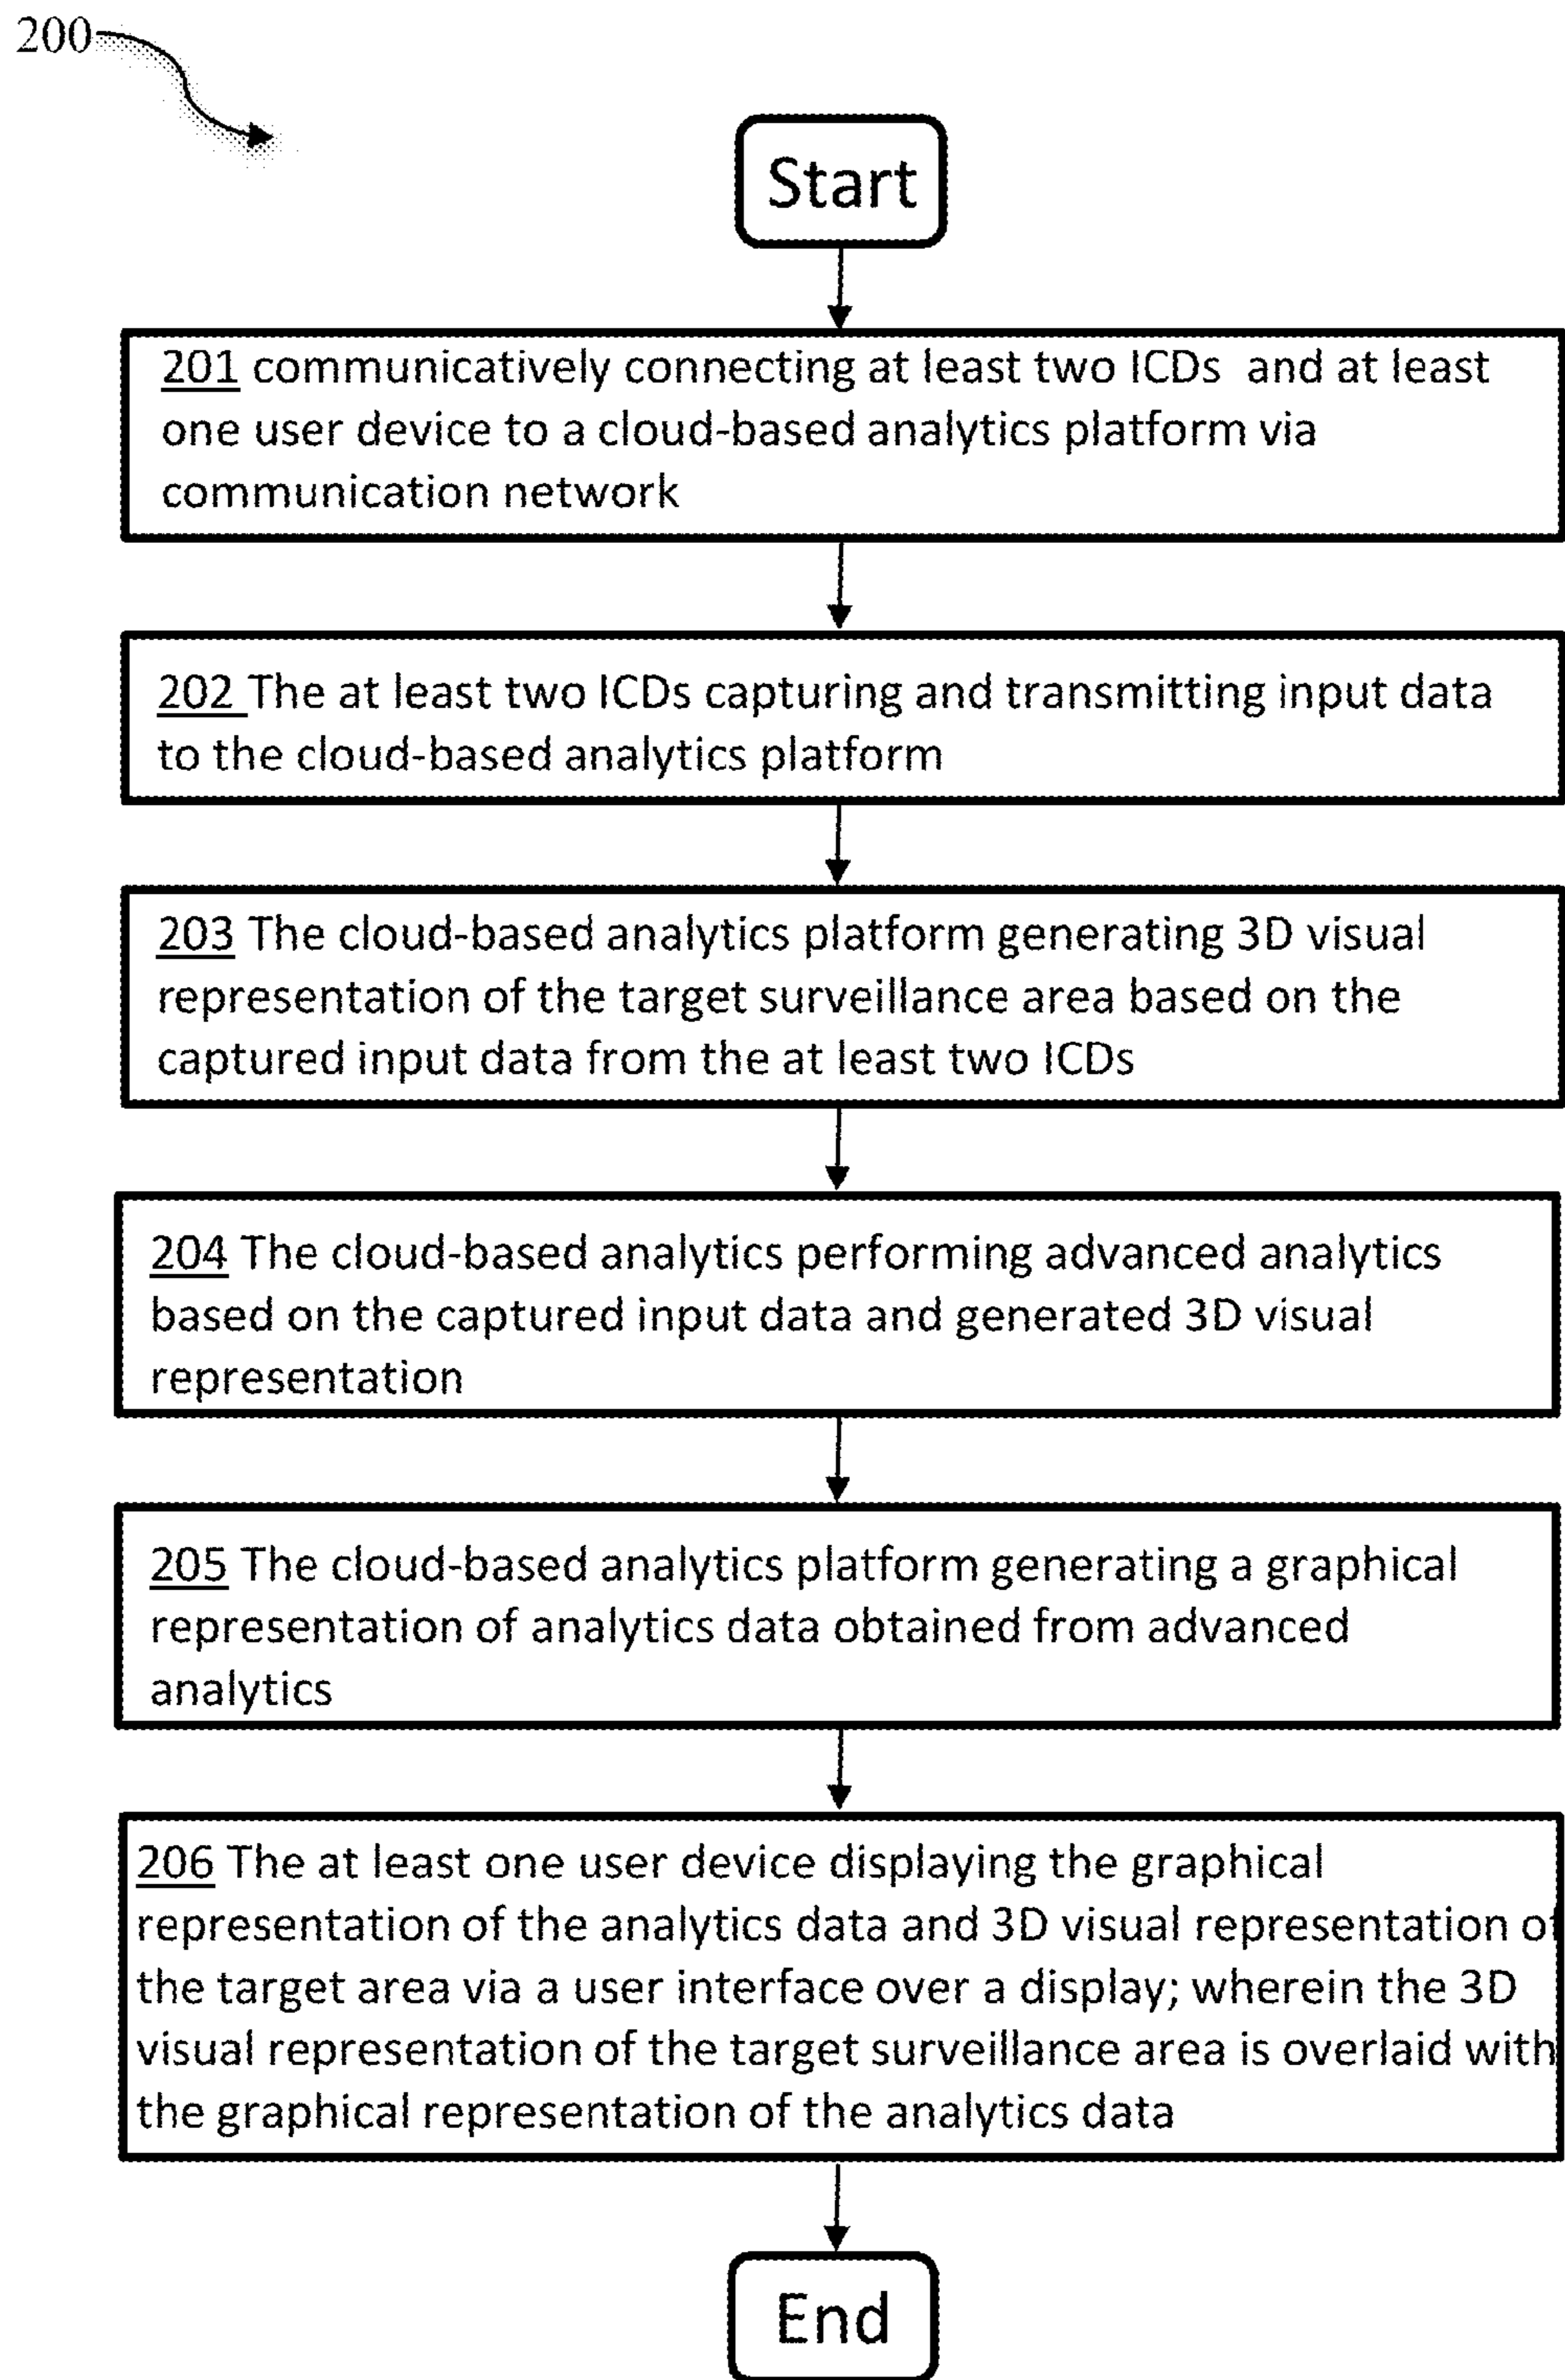 200
Start
201 communicatively connecting at least two ICDs and at least
one user device to a cloud-based analytics platform via
communication network
202 The at least two ICDs capturing and transmitting input data
to the cloud-based analytics platform
203 The cloud-based analytics platform generating 3D visual
representation of the target surveillance area based on the
captured input data from the at least two ICDs
204 The cloud-based analytics performing advanced analytics
based on the captured input data and generated 3D visual
representation
205 The cloud-based analytics platform generating a graphical
representation of analytics data obtained from advanced
analytics
206 The at least one user device displaying the graphical
representation of the analytics data and 3D visual representation of
the target area via a user interface over a display; wherein the 3D
visual representation of the target surveillance area is overlaid with
the graphical representation of the analytics data
End